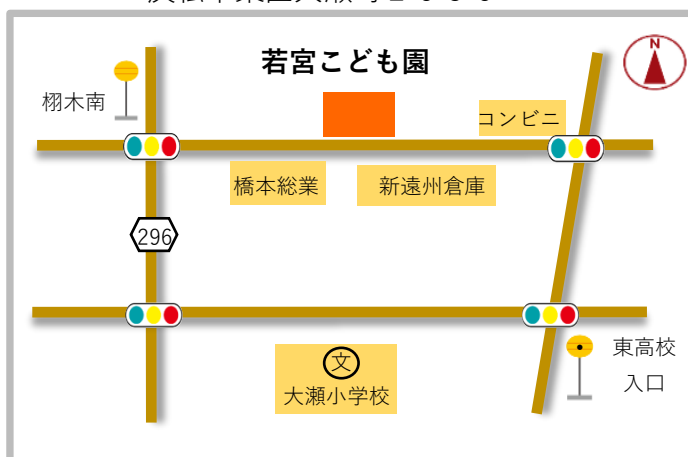 若宮こども園
N
栩木南
コンビニ
橋本総業
新遠州倉庫
296
東高校
入口
文
大瀬小学校